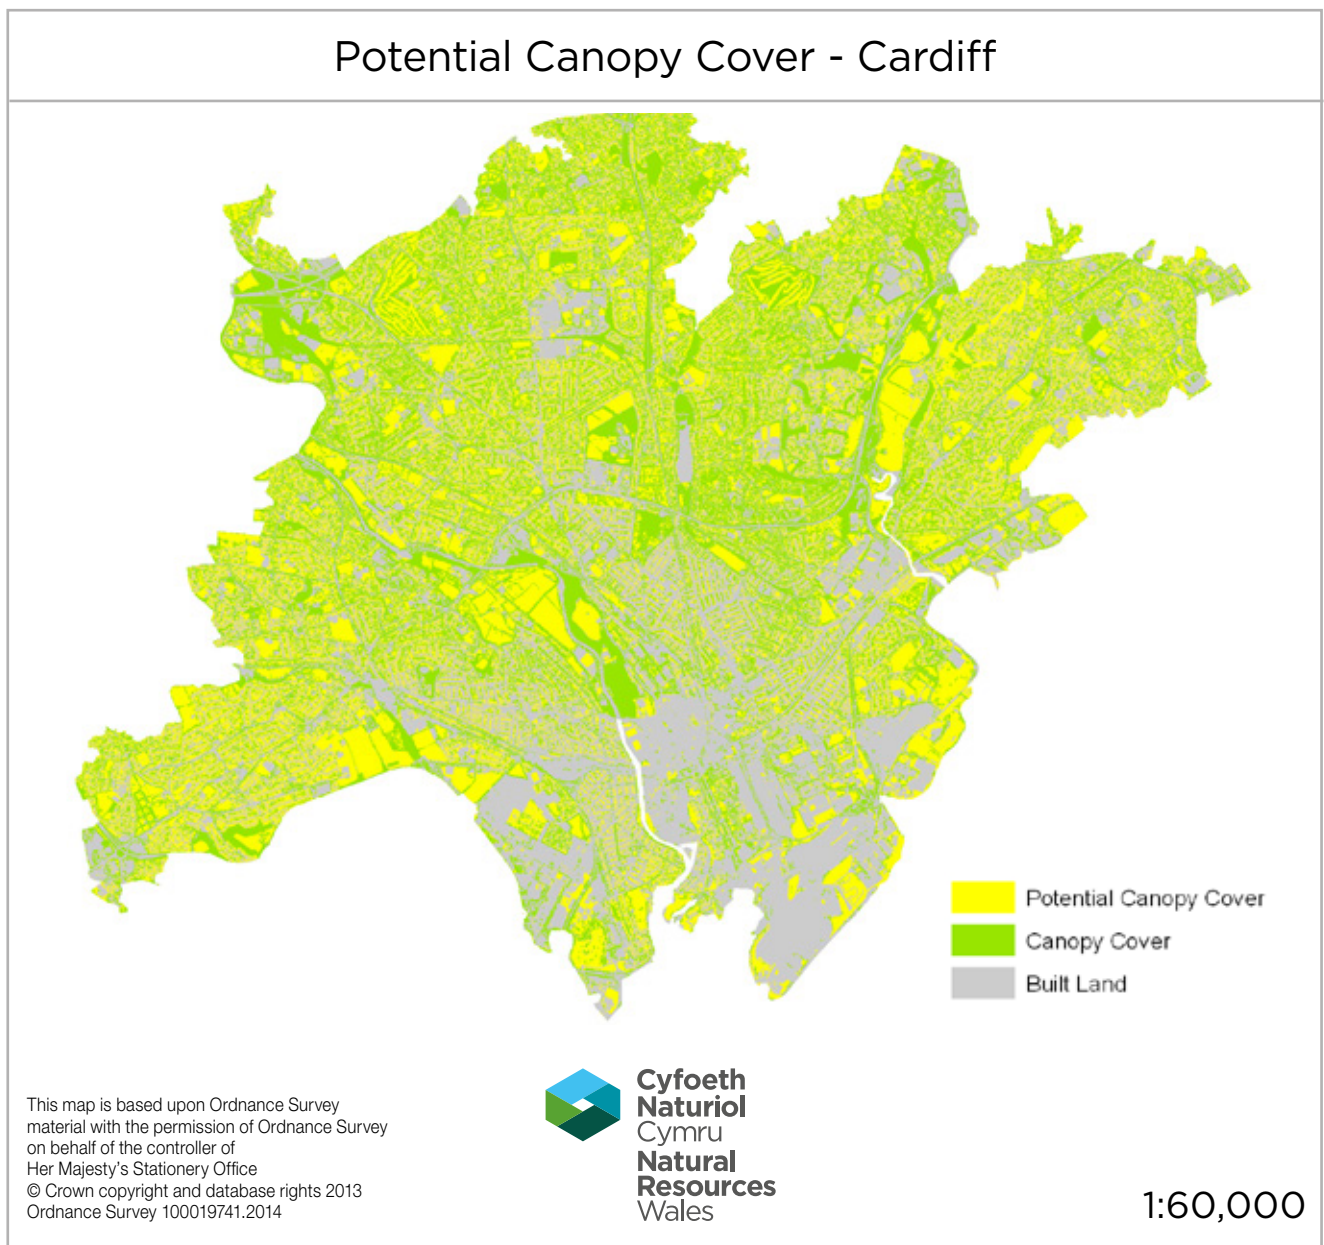 Potential Canopy Cover - Cardiff
Potential Canopy Cover
Canopy Cover
Built Land
This map is based upon Ordnance Survey
material with the permission of Ordnance Survey
on behalf of the controller of
Her Majesty's Stationery Office
© Crown copyright and database rights 2013
Ordnance Survey 100019741.2014
Cyfoeth
Naturiol
Cymru
Natural
Resources
Wales
1:60,000